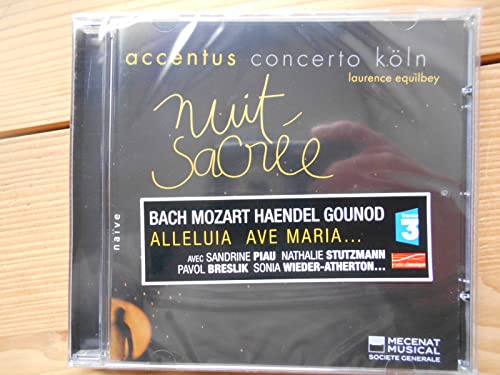 accentus concerto köln
laurence equilbey
nuit
sacrée
BACH MOZART HAENDEL GOUNOD
ALLELUIA AVE MARIA...
AVEC SANDRINE PIAU NATHALIE STUTZMANN
PAVOL BRESLIK SONIA WIEDER-ATHERTON...
3
naïve
MECENAT
MUSICAL
SOCIETE GENERALE